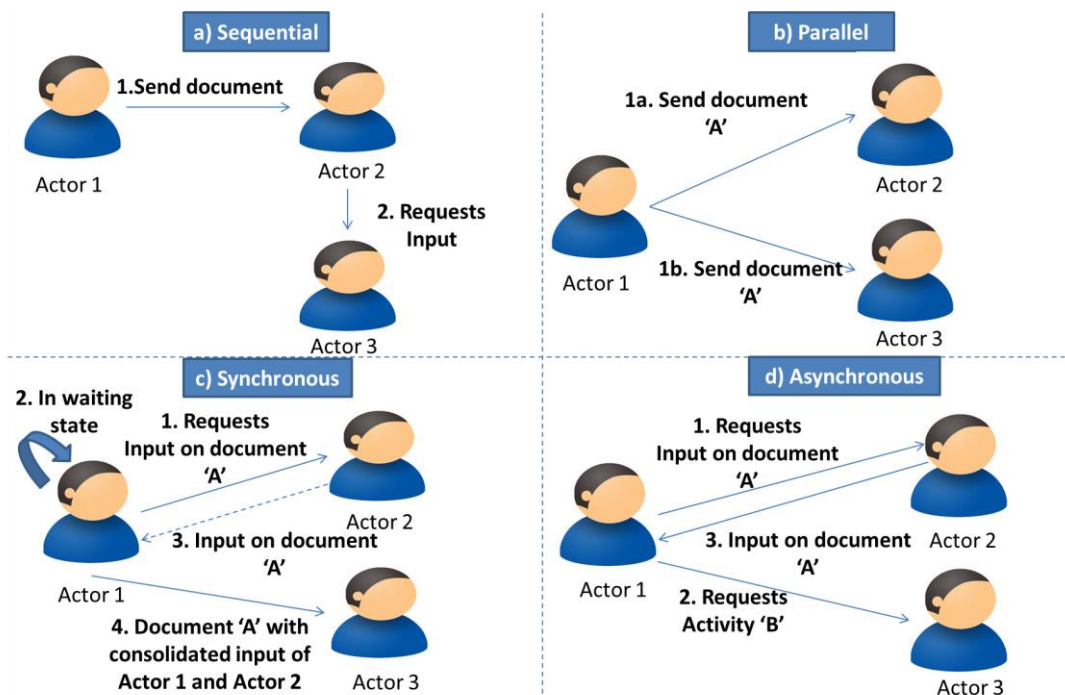 a) Sequential
1.Send document
Actor 1
Actor 2
2. Requests
Input
Actor 3
b) Parallel
1a. Send document
‘A’
Actor 2
Actor 1
1b. Send document
‘A’
Actor 3
c) Synchronous
2. In waiting
state
1. Requests
Input on document
‘A’
Actor 2
3. Input on document
‘A’
Actor 1
4. Document ‘A’ with
consolidated input of
Actor 1 and Actor 2
Actor 3
d) Asynchronous
1. Requests
Input on document
‘A’
Actor 2
3. Input on document
‘A’
Actor 1
2. Requests
Activity ‘B’
Actor 3